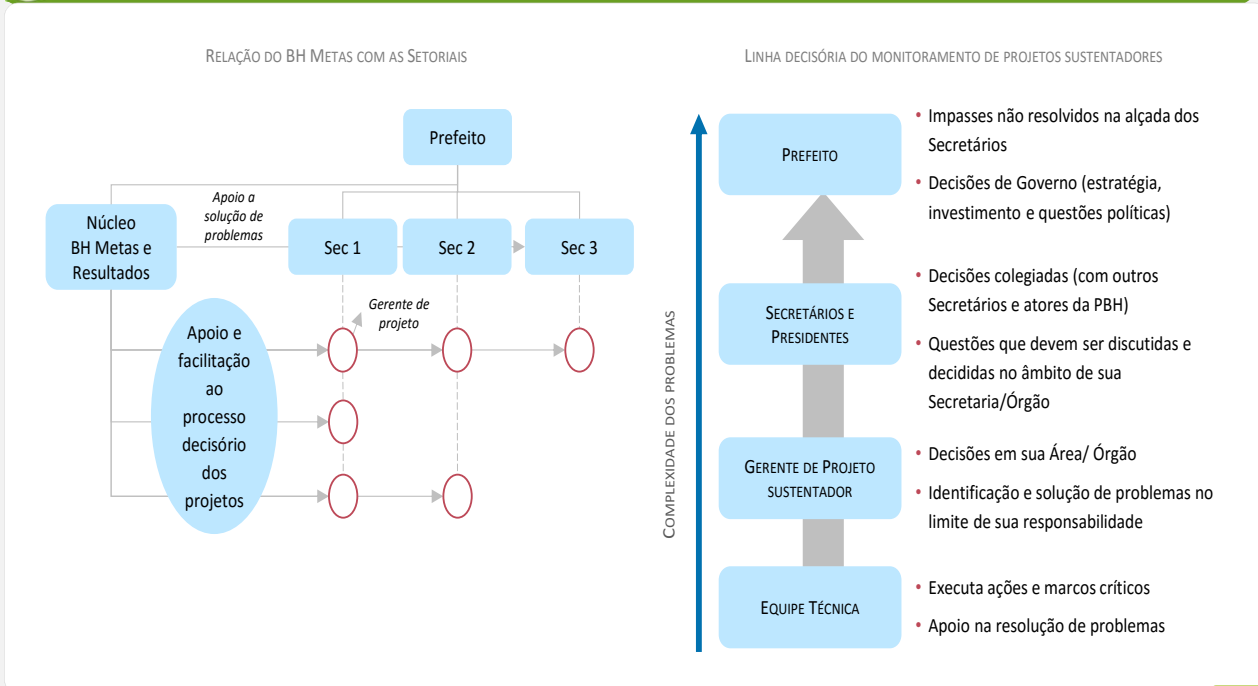 RELAÇÃO DO BH METAS COM AS SETORIAIS
Prefeito
Apoio a
solução de
problemas
Núcleo
BH Metas e
Resultados
Sec 1
Sec 2
Sec 3
Gerente de
projeto
Apoio e
facilitação
ao
processo
decisório
dos
projetos
LINHA DECISÓRIA DO MONITORAMENTO DE PROJETOS SUSTENTADORES
COMPLEXIDADE DOS PROBLEMAS
PREFEITO
• Impasses não resolvidos na alçada dos
Secretários
• Decisões de Governo (estratégia,
investimento e questões políticas)
SECRETÁRIOS E
PRESIDENTES
• Decisões colegiadas (com outros
Secretários e atores da PBH)
• Questões que devem ser discutidas e
decididas no âmbito de sua
Secretaria/Órgão
GERENTE DE PROJETO
SUSTENTADOR
• Decisões em sua Área/ Órgão
• Identificação e solução de problemas no
limite de sua responsabilidade
EQUIPE TÉCNICA
• Executa ações e marcos críticos
• Apoio na resolução de problemas